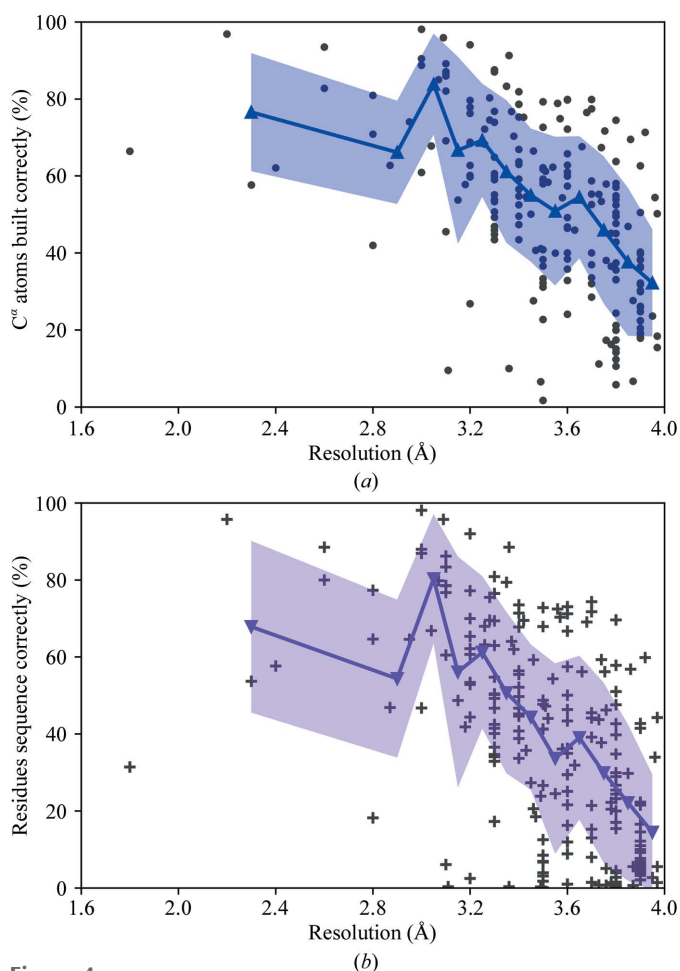 100
80
60
40
20
0
Cα atoms built correctly (%)
1.6 2.0 2.4 2.8 3.2 3.6 4.0
Resolution (Å)
(a)
100
80
60
40
20
0
Residues sequence correctly (%)
1.6 2.0 2.4 2.8 3.2 3.6 4.0
Resolution (Å)
(b)